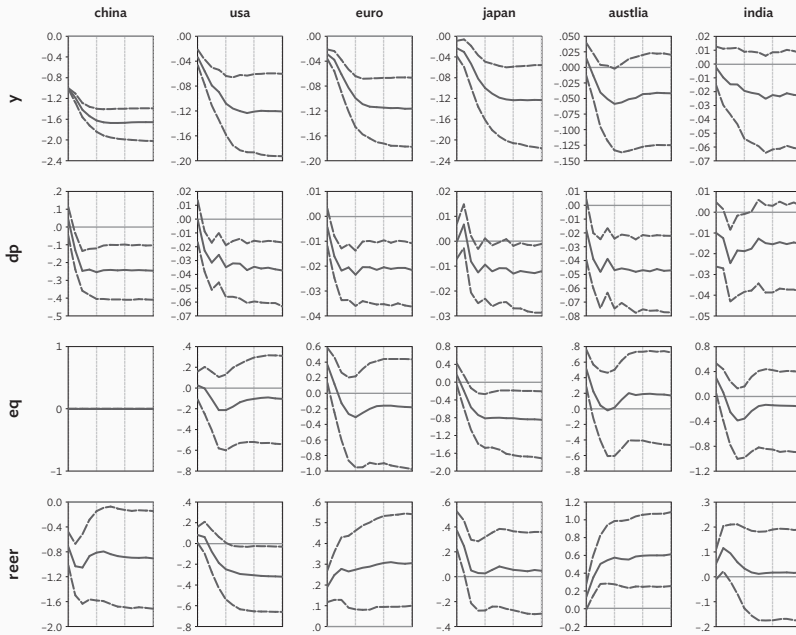 china usa euro japan austlia india
y
0.0 .00 .00 .00 .050 .02
–0.4 –.04 –.04 –.04 .025 .01
–0.8 –.08 –.08 –.08 .000 .00
–1.2 –.12 –.12 –.12 –.025 –.01
–1.6 –.16 –.16 –.16 –.050 –.02
–2.0 –.20 –.20 –.20 –.075 –.03
–2.4 –.24 –.100 –.04
–.125 –.05
–.150 –.06
–.07
dp
.2 .02 .01 .02 .01 .01
.1 .01 .00 .01 .00 .00
.0 .00 –.01 .00 –.01 –.01
–.1 –.01 –.02 –.01 –.02 –.02
–.2 –.02 –.03 –.02 –.03 –.03
–.3 –.03 –.04 –.03 –.04 –.04
–.4 –.04 –.05 –.05
–.5 –.05 –.06
–.06 –.07
–.07 –.08
eq
1 .4 0.6 0.8 .8 0.8
0 .2 0.4 0.4 .6 0.4
–1 .0 0.2 0.0 .4 0.0
–.2 0.0 –0.4 .2 –0.4
–.4 –0.2 –0.8 .0 –0.8
–.6 –0.4 –1.2 –.2 –1.2
–.8 –0.6 –1.6 –.4
–0.8 –2.0 –.6
–1.0 –.8
reer
0.0 .4 .6 .6 1.2 .3
–0.4 .2 .5 .4 1.0 .2
–0.8 .0 .4 .2 0.8 .1
–1.2 –.2 .3 .0 0.6 .0
–1.6 –.4 .2 –.2 0.4 –.1
–2.0 –.6 .1 –.4 0.2 –.2
–.8 .0 0.0
–0.2